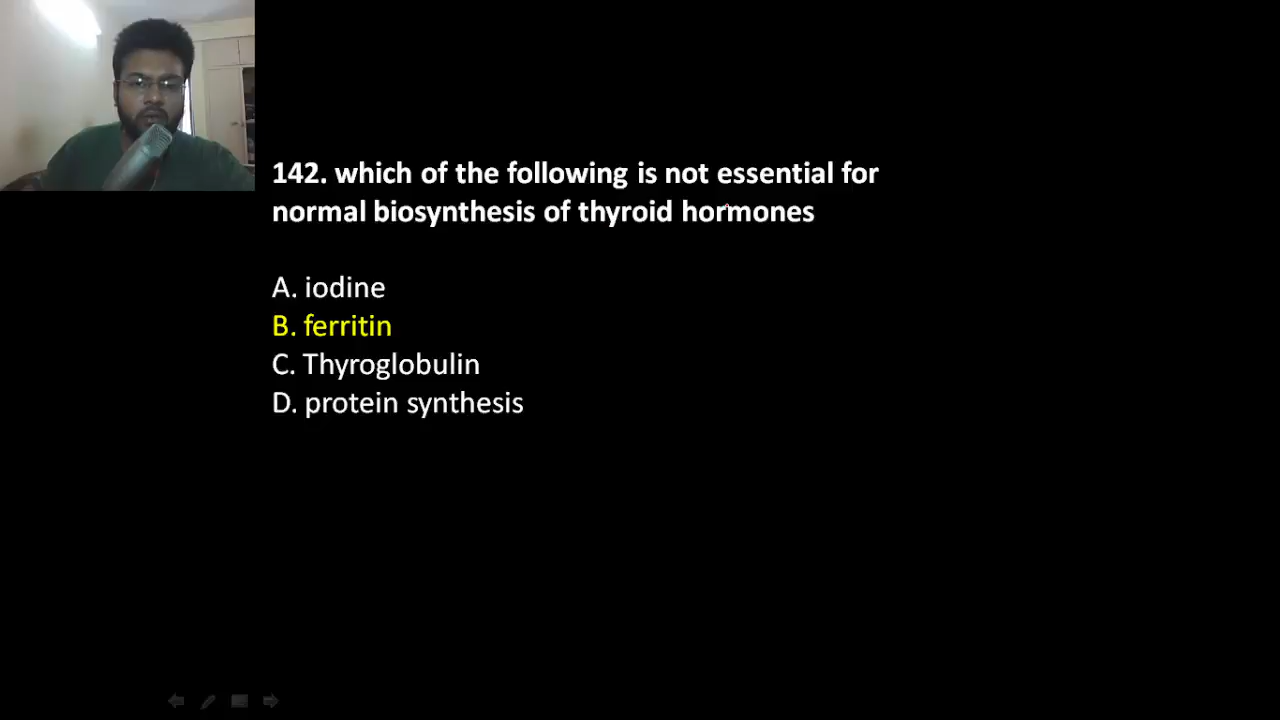 142. which of the following is not essential for
normal biosynthesis of thyroid hormones
A. iodine
B. ferritin
C. Thyroglobulin
D. protein synthesis